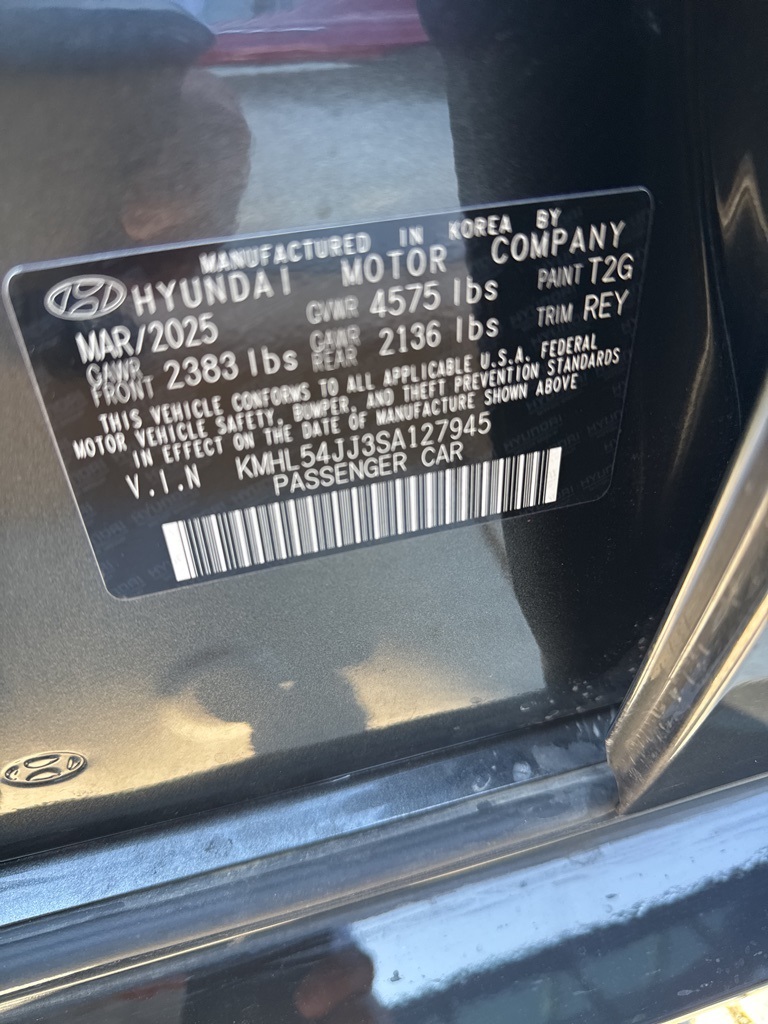 MANUFACTURED IN KOREA BY
HYUNDAI MOTOR COMPANY
MAR/2025 GVWR 4575 lbs PAINT T2G
GAWR FRONT 2383 lbs GAWR REAR 2136 lbs TRIM REY
THIS VEHICLE CONFORMS TO ALL APPLICABLE U.S.A. FEDERAL
MOTOR VEHICLE SAFETY, BUMPER, AND THEFT PREVENTION STANDARDS
IN EFFECT ON THE DATE OF MANUFACTURE SHOWN ABOVE
V.I.N KMHL54JJ3SA127945
PASSENGER CAR